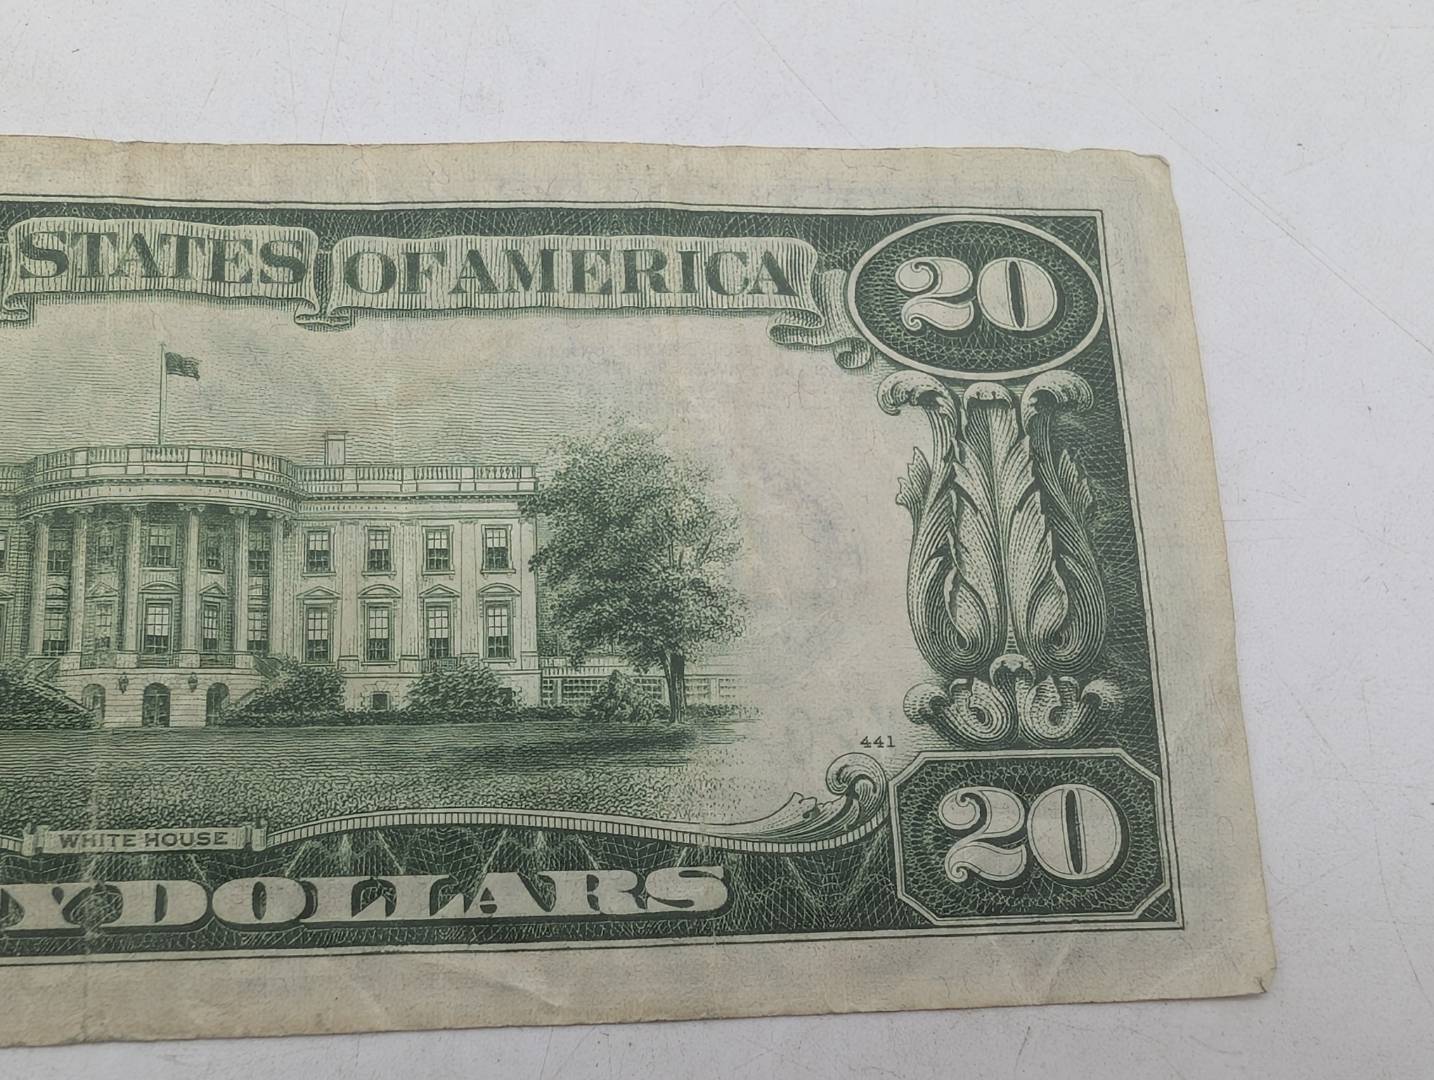 STATES OF AMERICA
20
441
WHITE HOUSE
20
Y DOLLARS